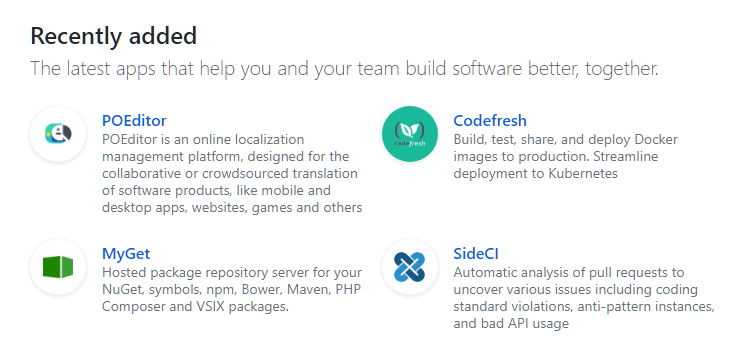 Recently added
The latest apps that help you and your team build software better, together.
POEditor
POEditor is an online localization
management platform, designed for the
collaborative or crowdsourced translation
of software products, like mobile and
desktop apps, websites, games and others
codefresh
Codefresh
Build, test, share, and deploy Docker
images to production. Streamline
deployment to Kubernetes
MyGet
Hosted package repository server for your
NuGet, symbols, npm, Bower, Maven, PHP
Composer and VSIX packages.
SideCI
Automatic analysis of pull requests to
uncover various issues including coding
standard violations, anti-pattern instances,
and bad API usage